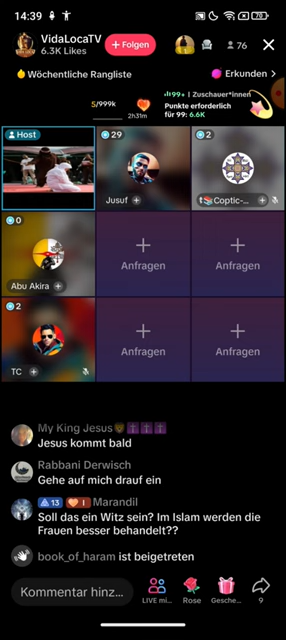 14:39
70
VidaLocaTV
6.3K Likes
+ Folgen
76
Wöchentliche Rangliste
Erkunden >
5/999k
2h31m
99+ | Zuschauer*innen
Punkte erforderlich
für 99: 6.6K
Host
29
2
Jusuf
Coptic-...
0
Anfragen
Anfragen
Abu Akira
2
Anfragen
Anfragen
TC
My King Jesus
Jesus kommt bald
Rabbani Derwisch
Gehe auf mich drauf ein
13 I Marandil
Soll das ein Witz sein? Im Islam werden die
Frauen besser behandelt??
book_of_haram ist beigetreten
Kommentar hinz...
LIVE mi...
Rose
Gesche...
9